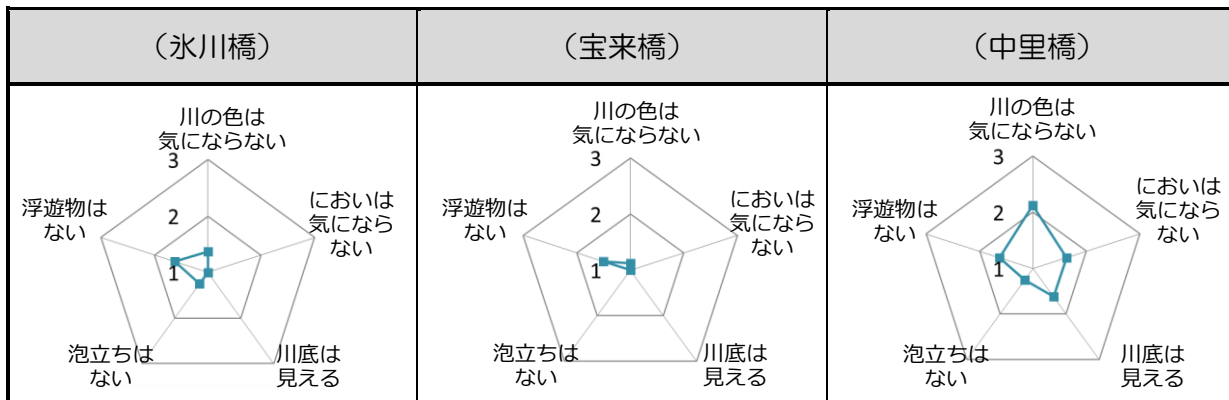 （氷川橋）
（宝来橋）
（中里橋）
川の色は
気にならない
3
2
1
においは
気になら
ない
川底は
見える
泡立ちは
ない
浮遊物は
ない
川の色は
気にならない
3
2
1
においは
気になら
ない
川底は
見える
泡立ちは
ない
浮遊物は
ない
川の色は
気にならない
3
2
1
においは
気になら
ない
川底は
見える
泡立ちは
ない
浮遊物は
ない